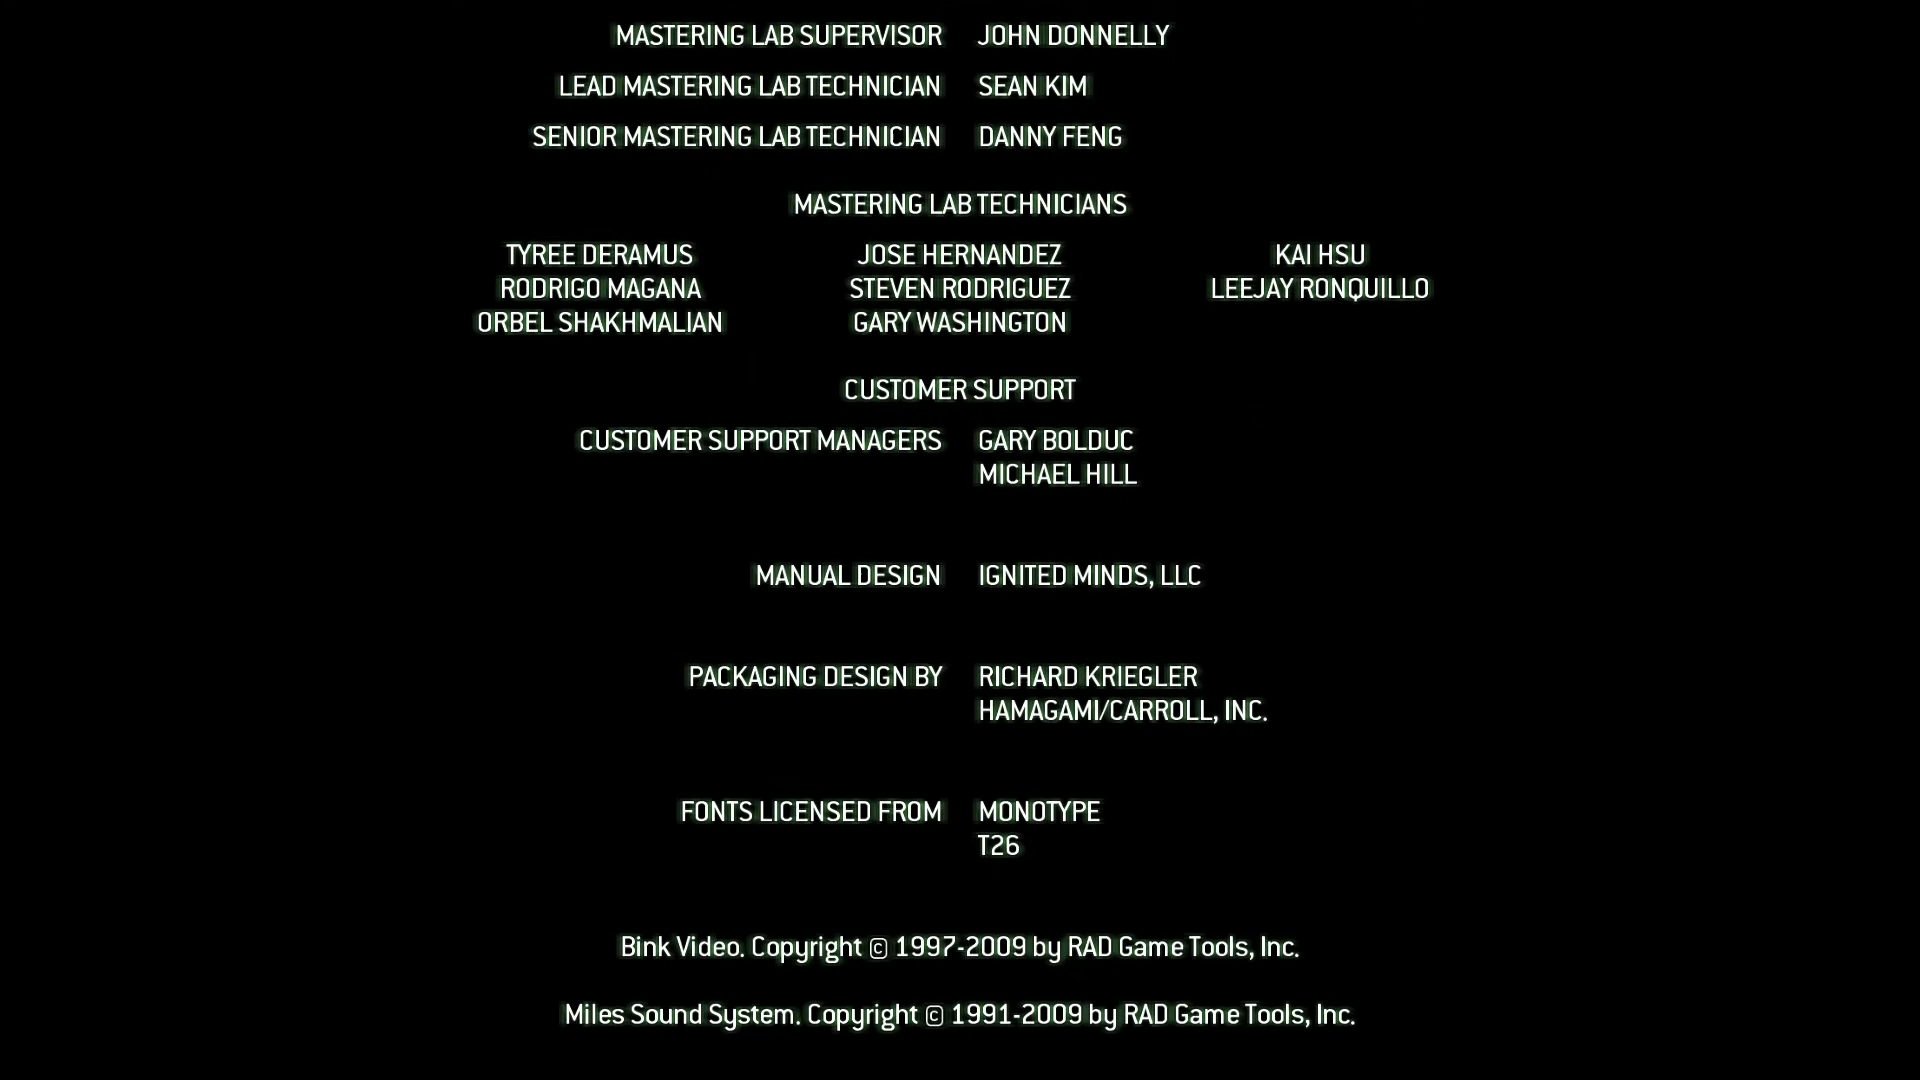 MASTERING LAB SUPERVISOR JOHN DONNELLY
LEAD MASTERING LAB TECHNICIAN SEAN KIM
SENIOR MASTERING LAB TECHNICIAN DANNY FENG
MASTERING LAB TECHNICIANS
TYREE DERAMUS JOSE HERNANDEZ KAI HSU
RODRIGO MAGANA STEVEN RODRIGUEZ LEEJAY RONQUILLO
ORBEL SHAKHMALIAN GARY WASHINGTON
CUSTOMER SUPPORT
CUSTOMER SUPPORT MANAGERS GARY BOLDUC
MICHAEL HILL
MANUAL DESIGN IGNITED MINDS, LLC
PACKAGING DESIGN BY RICHARD KRIEGLER
HAMAGAMI/CARROLL, INC.
FONTS LICENSED FROM MONOTYPE
T26
Bink Video. Copyright © 1997-2009 by RAD Game Tools, Inc.
Miles Sound System. Copyright © 1991-2009 by RAD Game Tools, Inc.